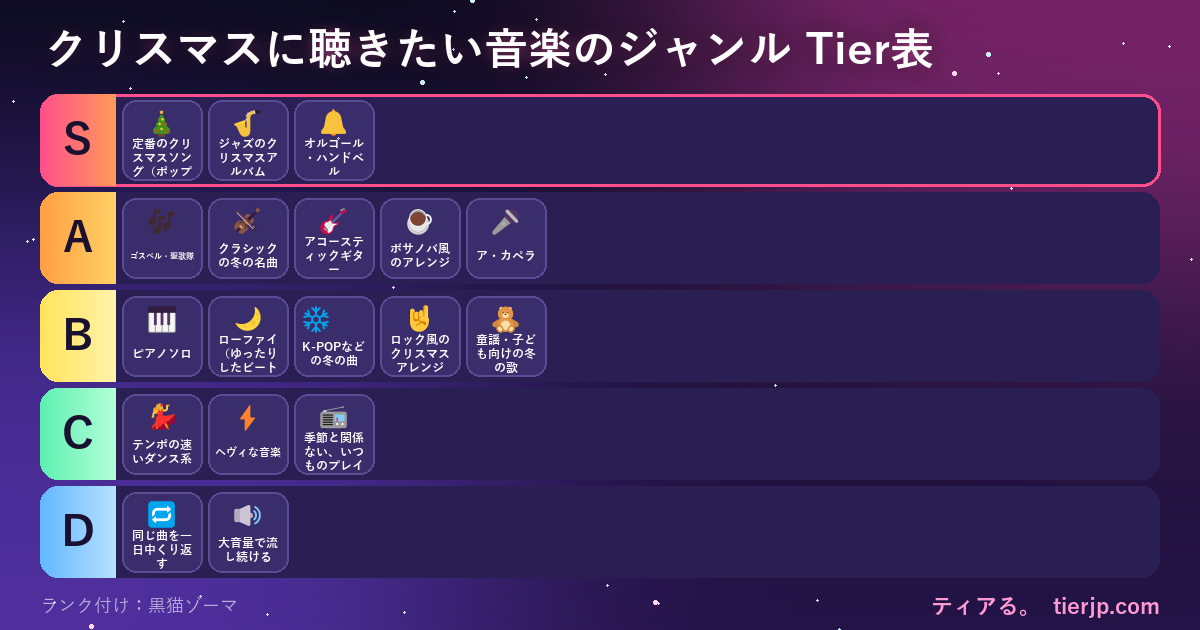 クリスマスに聴きたい音楽のジャンル Tier表
S
定番のクリ
スマスソン
グ（ポップ
ジャズのク
リスマスア
ルバム
オルゴール
・ハンドベ
ル
A
ゴスペル・聖歌隊
クラシック
の冬の名曲
アコーステ
ィックギタ
ー
ボサノバ風
のアレンジ
ア・カペラ
B
ピアノソロ
ローファイ
（ゆったり
したビート
K-POPなど
の冬の曲
ロック風の
クリスマス
アレンジ
童謡・子ど
も向けの冬
の歌
C
テンポの速
いダンス系
ヘヴィな音楽
季節と関係
ない、いつ
ものプレイ
D
同じ曲を一
日中くり返
す
大音量で流
し続ける
ランク付け：黒猫ゾーマ
ティアる。 tierjp.com